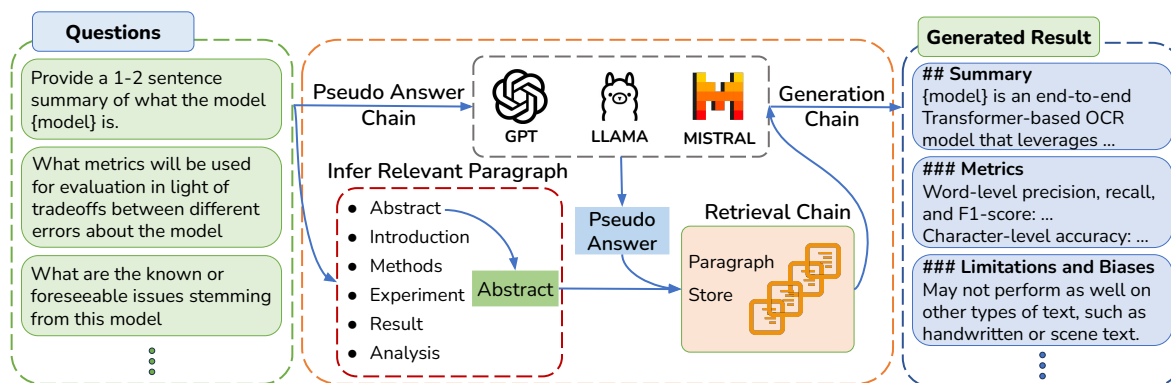 Questions
Provide a 1-2 sentence
summary of what the model
{model} is.
What metrics will be used
for evaluation in light of
tradeoffs between different
errors about the model
What are the known or
foreseeable issues stemming
from this model
Pseudo Answer
Chain
GPT
LLAMA
MISTRAL
Generation
Chain
Infer Relevant Paragraph
● Abstract
● Introduction
● Methods
● Experiment
● Result
● Analysis
Abstract
Pseudo
Answer
Retrieval Chain
Paragraph
Store
Generated Result
## Summary
{model} is an end-to-end
Transformer-based OCR
model that leverages ...
### Metrics
Word-level precision, recall,
and F1-score: ...
Character-level accuracy: ...
### Limitations and Biases
May not perform as well on
other types of text, such as
handwritten or scene text.